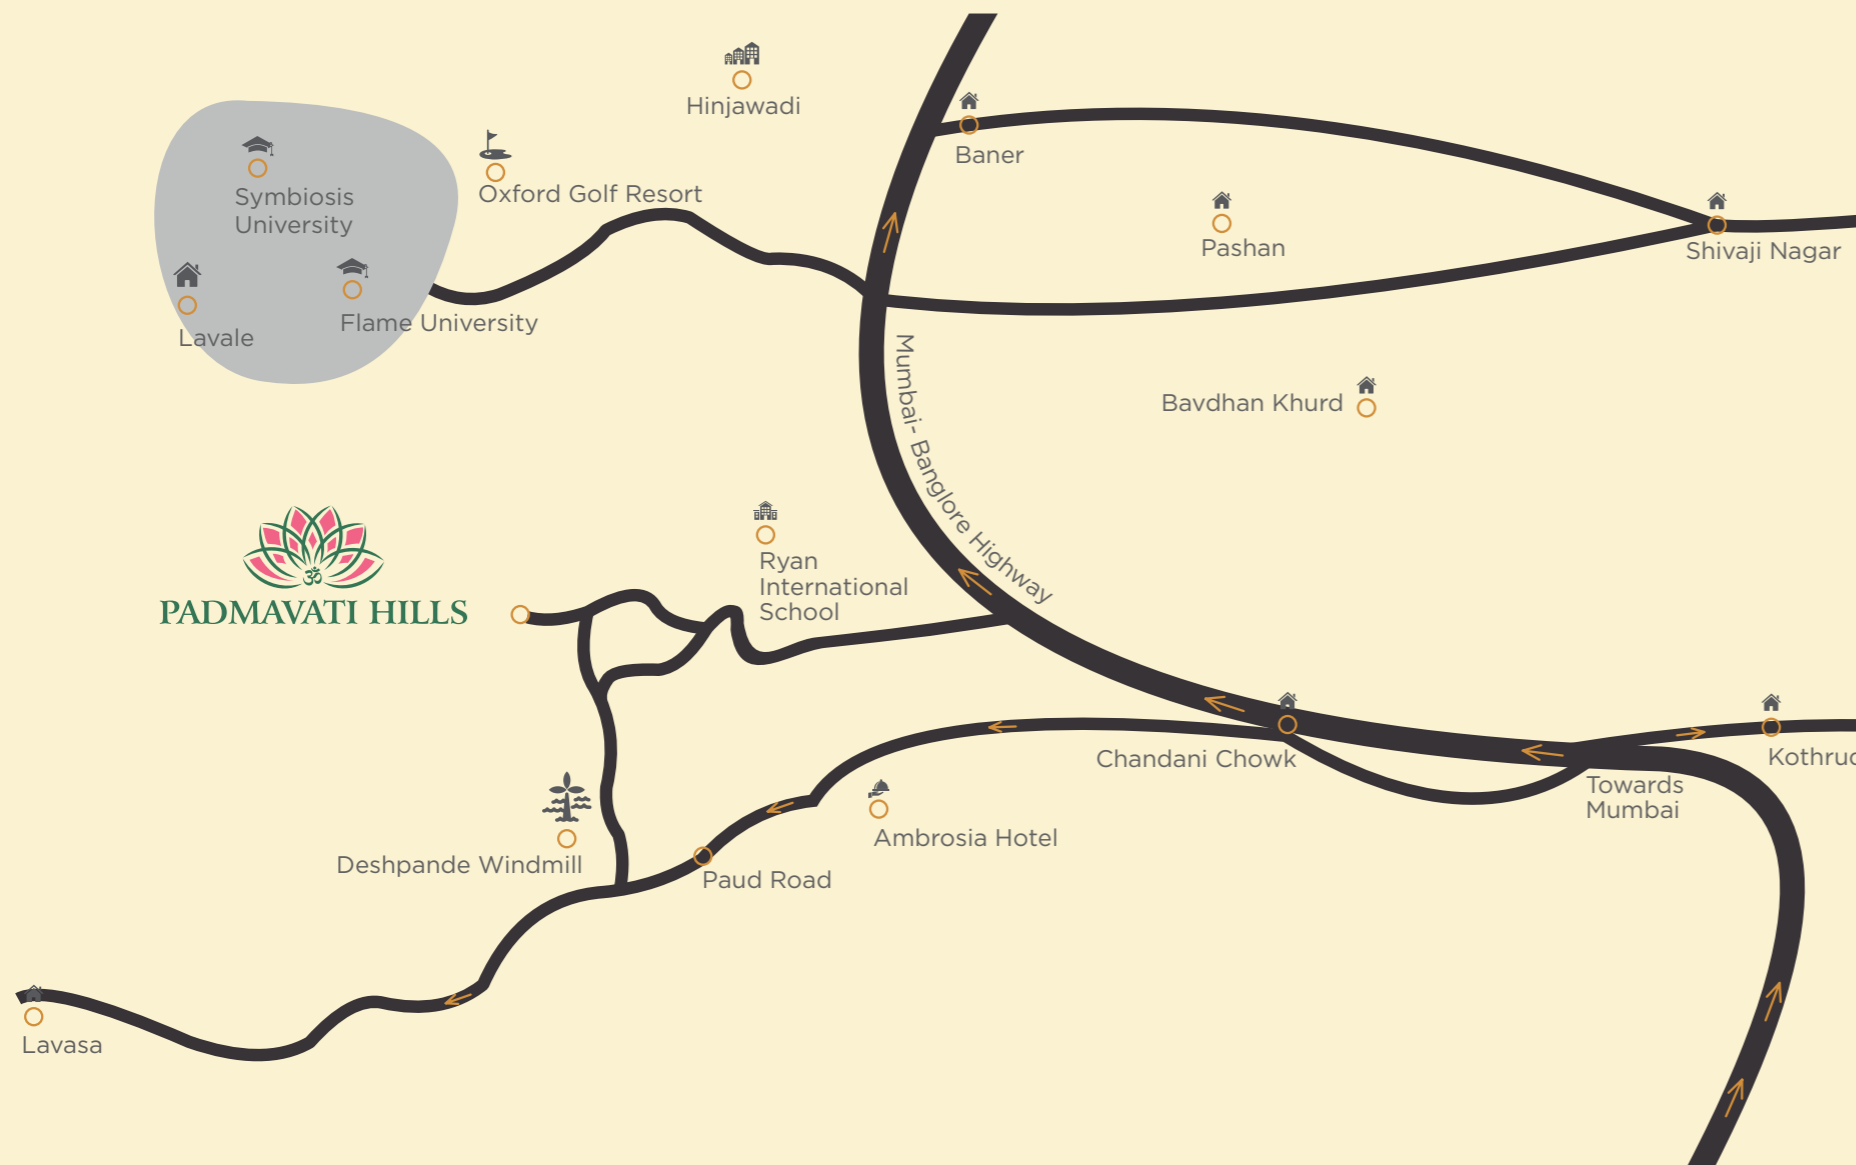 Hinjawadi
Baner
Symbiosis
University
Oxford Golf Resort
Pashan
Shivaji Nagar
Flame University
Lavale
Mumbai- Banglore Highway
Bavdhan Khurd
ॐ
PADMAVATI HILLS
Ryan
International
School
Chandani Chowk
Kothrud
Towards
Mumbai
Ambrosia Hotel
Deshpande Windmill
Paud Road
Lavasa